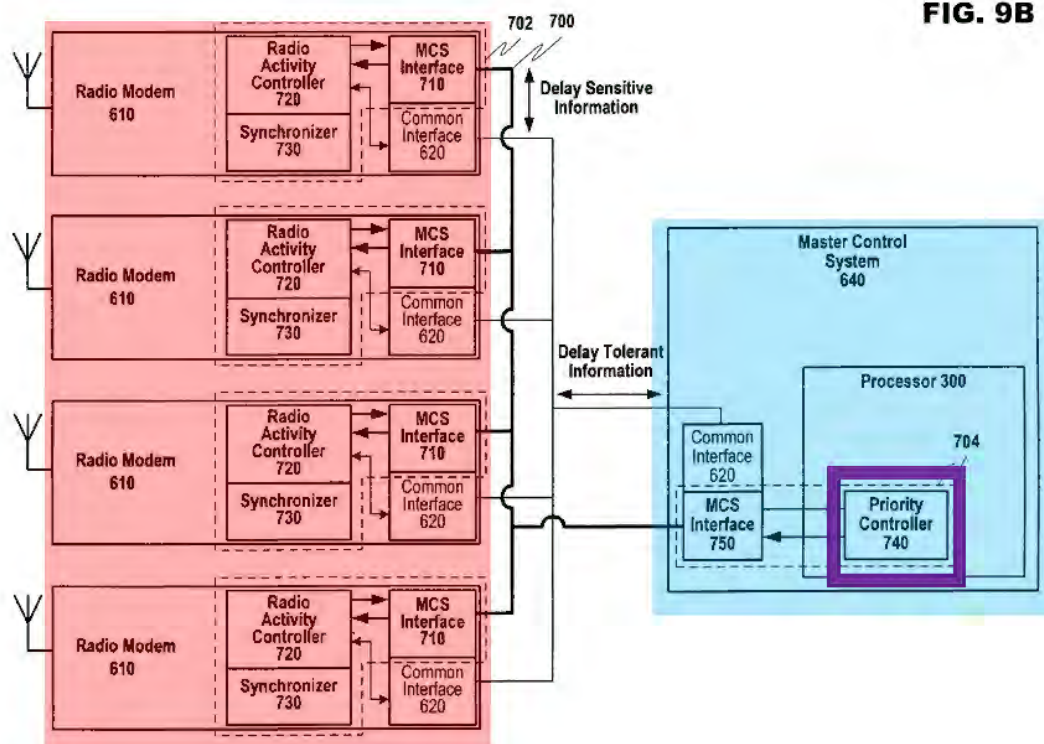 FIG. 9B
702
700
Radio Modem
610
Radio
Activity
Controller
720
Synchronizer
730
MCS
Interface
710
Common
Interface
620
Delay Sensitive
Information
Radio Modem
610
Radio
Activity
Controller
720
Synchronizer
730
MCS
Interface
710
Common
Interface
620
Master Control
System
640
Delay Tolerant
Information
Processor 300
Radio Modem
610
Radio
Activity
Controller
720
Synchronizer
730
MCS
Interface
710
Common
Interface
620
Common
Interface
620
704
MCS
Interface
750
Priority
Controller
740
Radio Modem
610
Radio
Activity
Controller
720
Synchronizer
730
MCS
Interface
710
Common
Interface
620